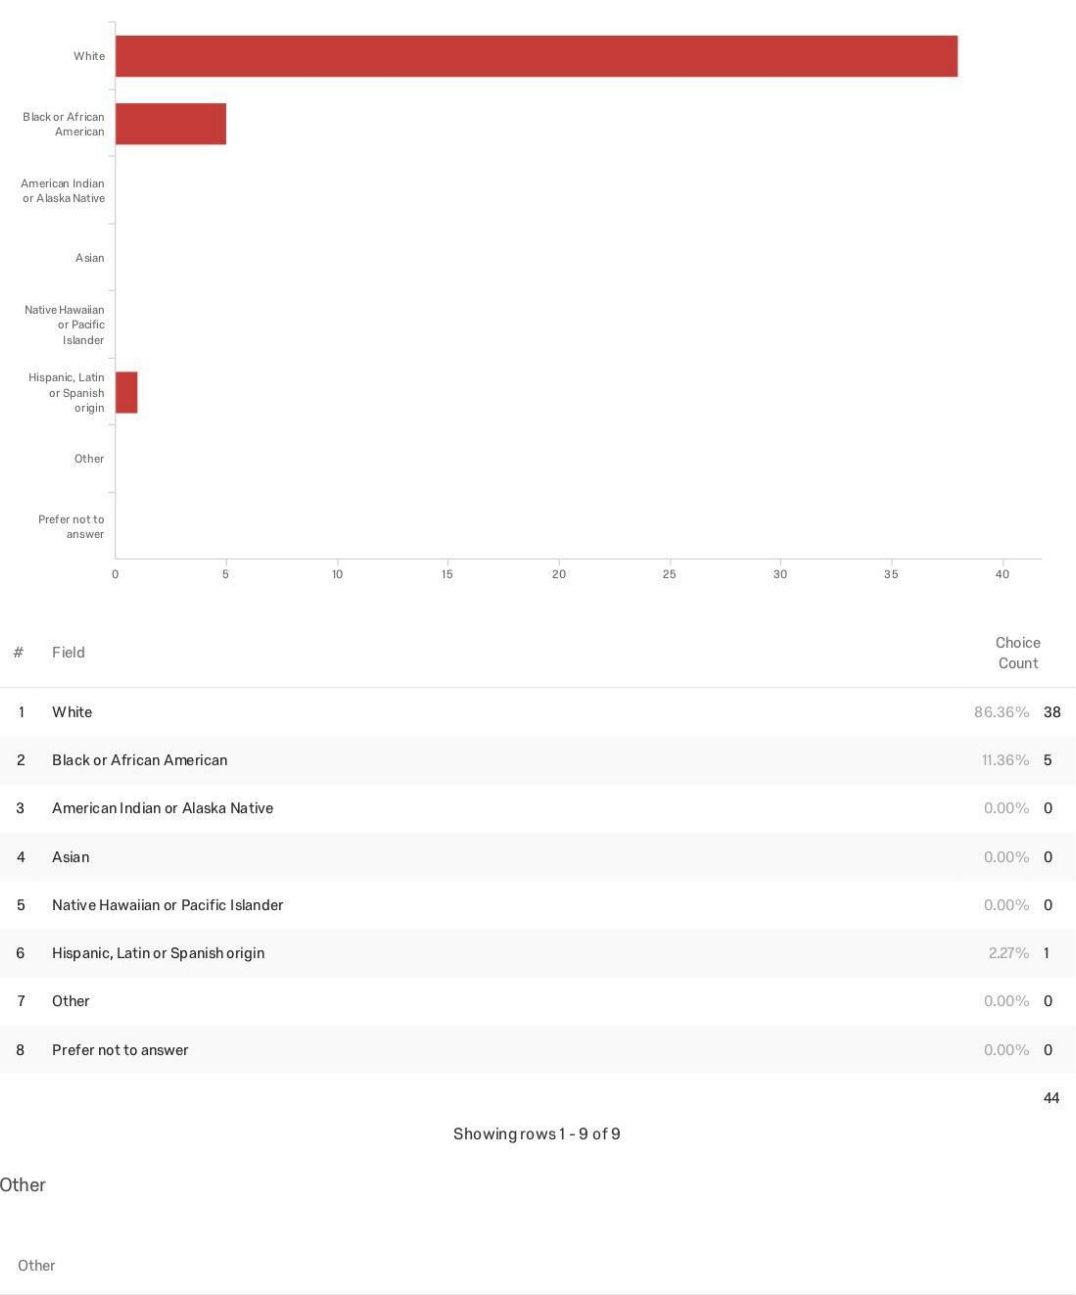 White
Black or African
American
American Indian
or Alaska Native
Asian
Native Hawaiian
or Pacific
Islander
Hispanic, Latin
or Spanish
origin
Other
Prefer not to
answer
0 5 10 15 20 25 30 35 40
# Field Choice
Count
1 White 86.36% 38
2 Black or African American 11.36% 5
3 American Indian or Alaska Native 0.00% 0
4 Asian 0.00% 0
5 Native Hawaiian or Pacific Islander 0.00% 0
6 Hispanic, Latin or Spanish origin 2.27% 1
7 Other 0.00% 0
8 Prefer not to answer 0.00% 0
44
Showing rows 1 - 9 of 9
Other
Other